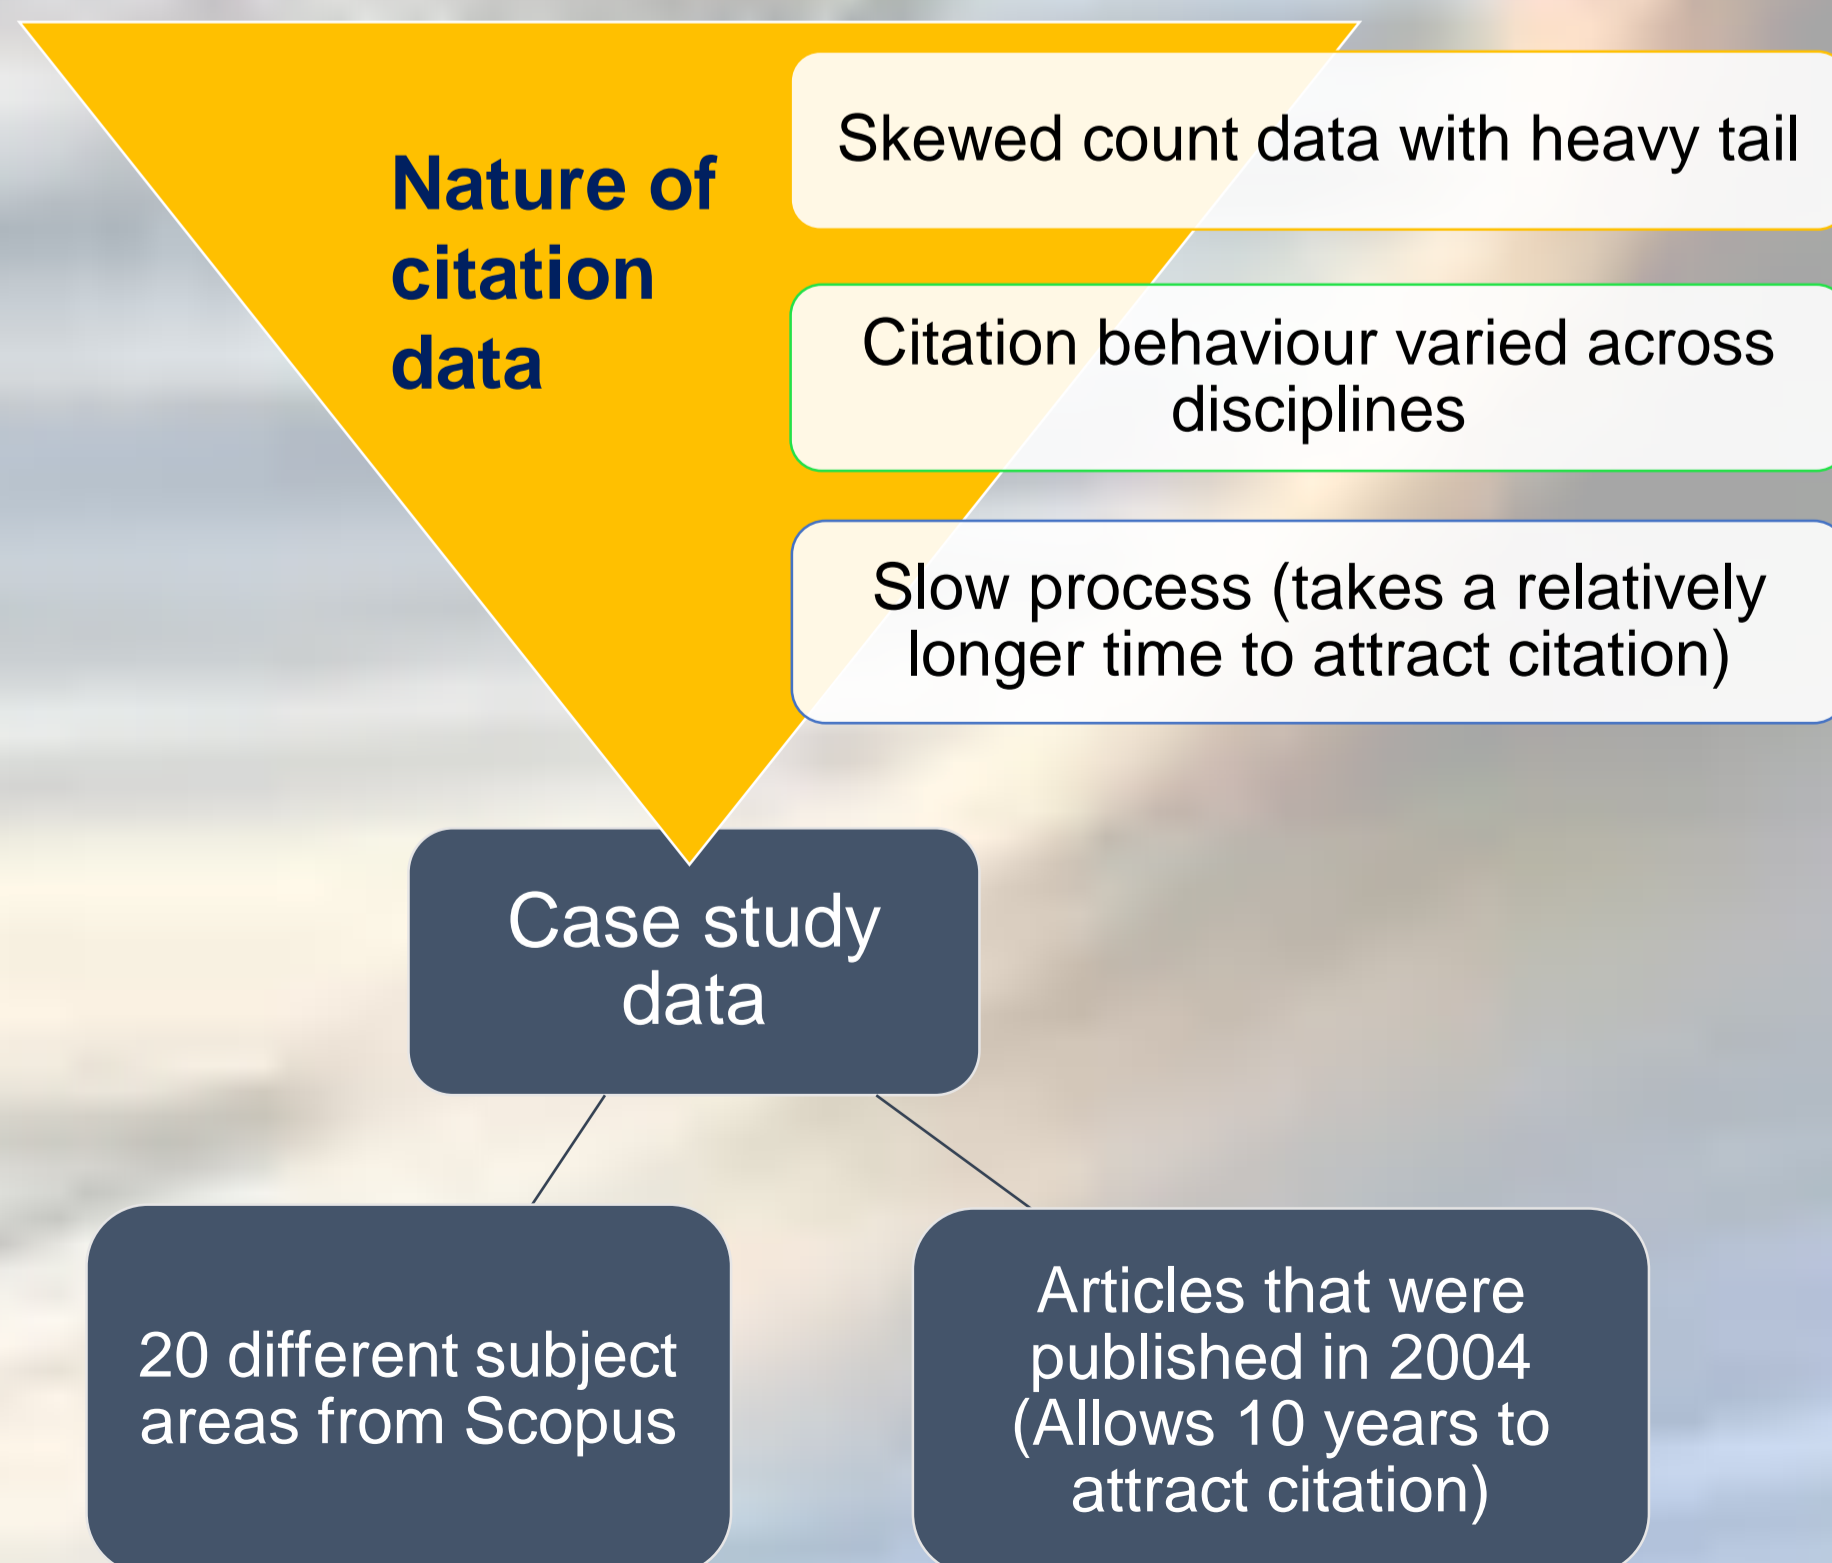 Nature of
citation
data
Skewed count data with heavy tail
Citation behaviour varied across
disciplines
Slow process (takes a relatively
longer time to attract citation)
Case study
data
20 different subject
areas from Scopus
Articles that were
published in 2004
(Allows 10 years to
attract citation)